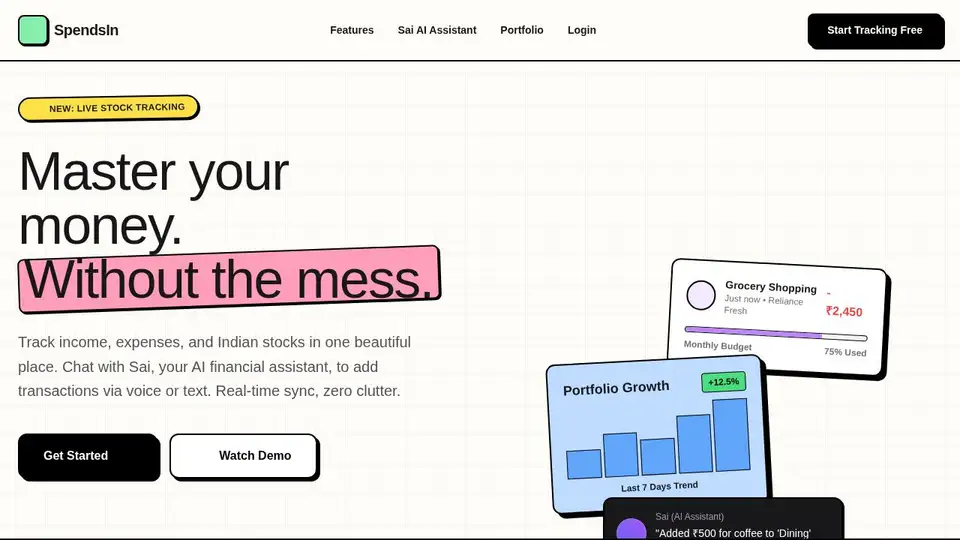 SpendsIn
Features
Sai AI Assistant
Portfolio
Login
Start Tracking Free
NEW: LIVE STOCK TRACKING
Master your
money.
Without the mess.
Track income, expenses, and Indian stocks in one beautiful
place. Chat with Sai, your AI financial assistant, to add
transactions via voice or text. Real-time sync, zero clutter.
Get Started
Watch Demo
Grocery Shopping
Just now • Reliance
Fresh
-
₹2,450
Monthly Budget
75% Used
Portfolio Growth
+12.5%
Last 7 Days Trend
Sai (AI Assistant)
"Added ₹500 for coffee to 'Dining'